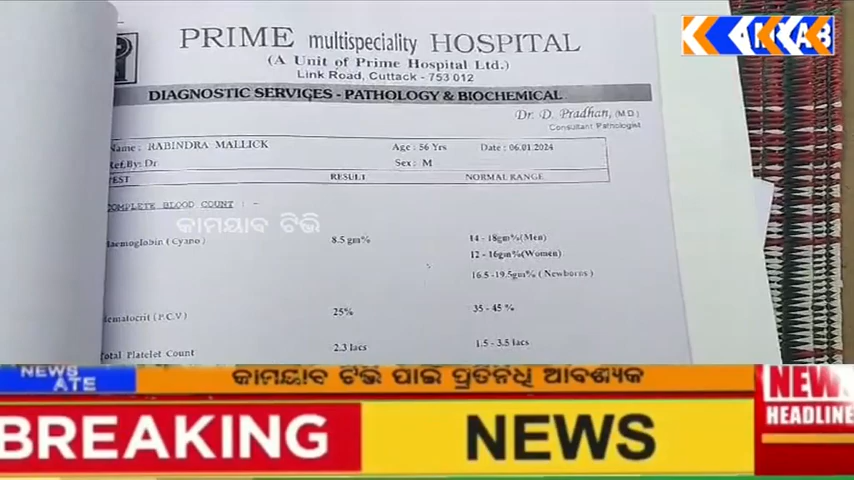 PRIME multispeciality HOSPITAL
(A Unit of Prime Hospital Ltd.)
Link Road, Cuttack - 753 012
DIAGNOSTIC SERVICES - PATHOLOGY & BIOCHEMICAL
Dr. D. Pradhan, (M.D.)
Consultant Pathologist
Name : RABINDRA MALLICK Age : 56 Yrs Date : 06.01.2024
Ref.By: Dr Sex : M
TEST RESULT NORMAL RANGE
COMPLETE BLOOD COUNT : -
କାମୟାବ ଟିଭି
Haemoglobin ( Cyano ) 8.5 gm% 14 - 18gm%(Men)
12 - 16gm%(Women)
16.5 -19.5gm% ( Newborns )
Hematocrit (P.C.V) 25% 35 - 45 %
Total Platelet Count 2.3 lacs 1.5 - 3.5 lacs
NEWS କାମୟାବ ଟିଭି ପାଇଁ ପ୍ରତିନିଧି ଆବଶ୍ୟକ
BREAKING NEWS
NEWS
HEADLINE